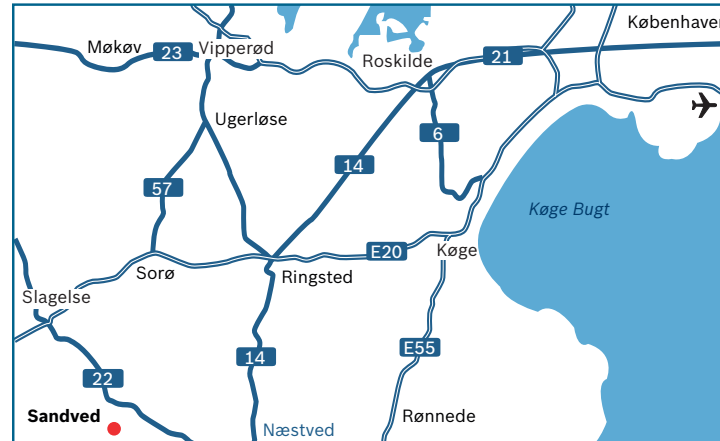 København
Møkøv
23
Vipperød
Roskilde
21
Ugerløse
6
14
57
Køge Bugt
E20
Køge
Sorø
Ringsted
Slagelse
E55
14
22
Sandved
Næstved
Rønnede